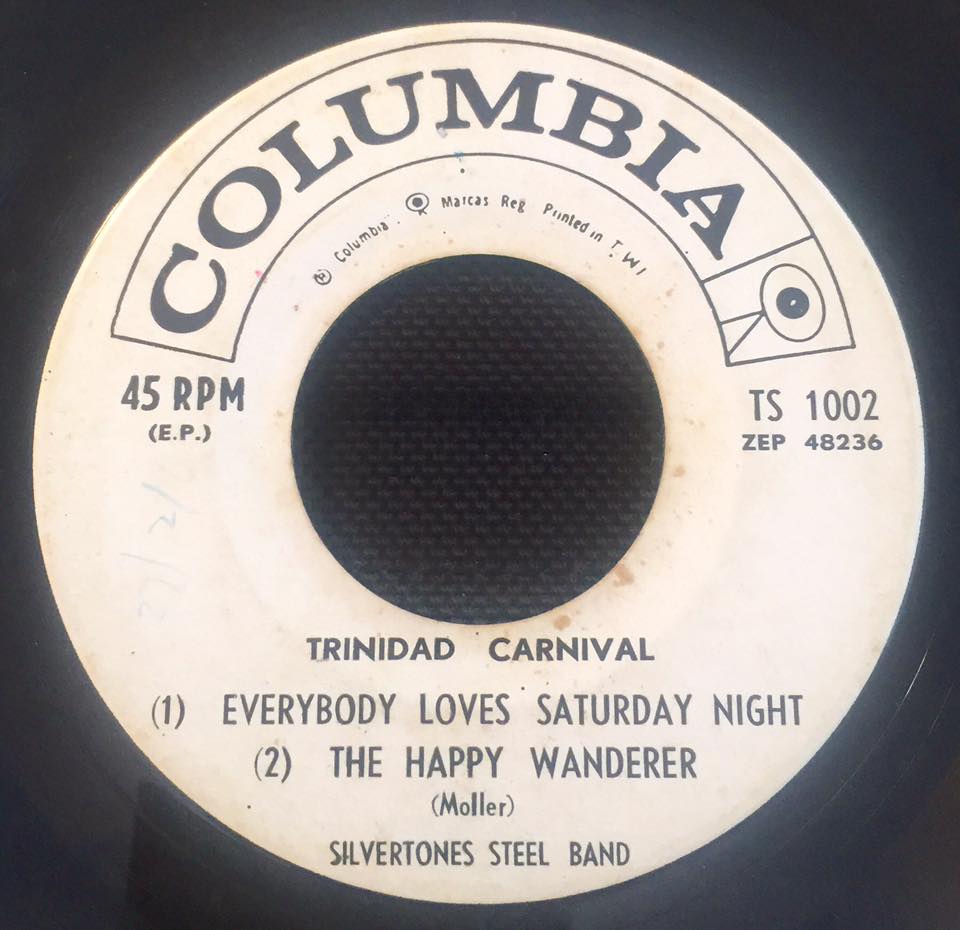 COLUMBIA
® Columbia. Marcas Reg Printed in T.W.I
45 RPM
(E.P.)
TS 1002
ZEP 48236
TRINIDAD CARNIVAL
(1) EVERYBODY LOVES SATURDAY NIGHT
(2) THE HAPPY WANDERER
(Moller)
SILVERTONES STEEL BAND